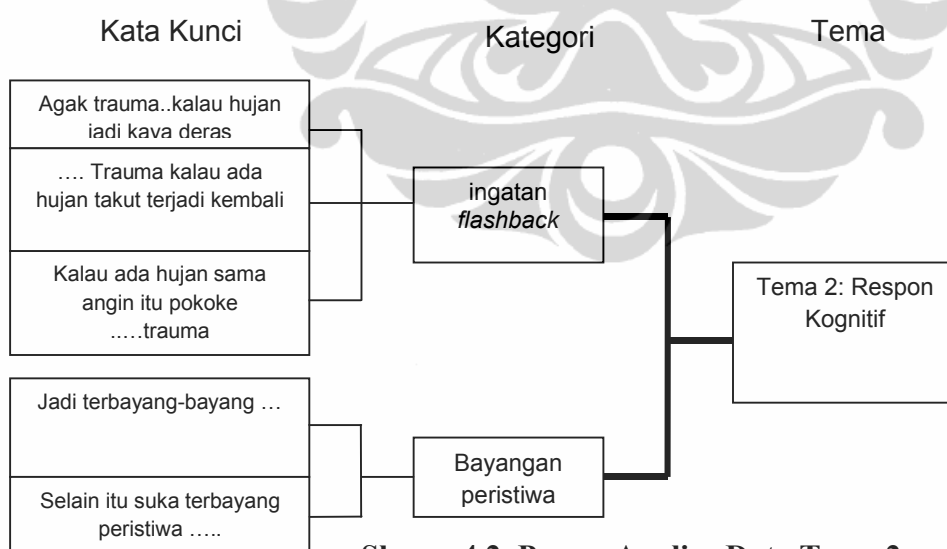 Kata Kunci
Kategori
Tema
Agak trauma..kalau hujan
jadi kaya deras
…. Trauma kalau ada
hujan takut terjadi kembali
Kalau ada hujan sama
angin itu pokoke
..…trauma
ingatan
flashback
Tema 2: Respon
Kognitif
Jadi terbayang-bayang …
Selain itu suka terbayang
peristiwa …..
Bayangan
peristiwa